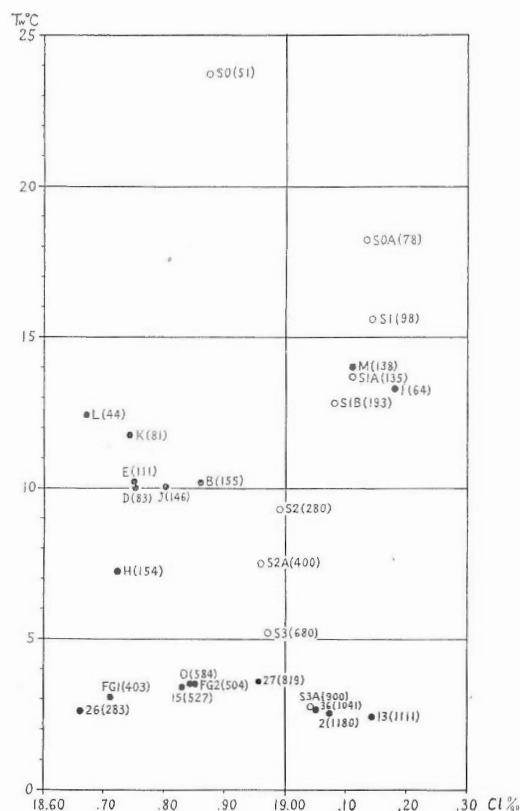 Tw°C
25
S0(51)
20
S0A(78)
S1(98)
15
M(138)
S1A(135)
I(64)
S1B(193)
L(44)
K(81)
E(111)
B(155)
10
D(83) J(146)
S2(280)
S2A(400)
H(154)
S3(680)
5
O(584)
27(819)
FG1(403)
FG2(504)
15(527)
S3A(900)
36(1041)
26(283)
2(1180)
13(1111)
0
18.60 .70 .80 .90 19.00 .10 .20 .30 Cl‰